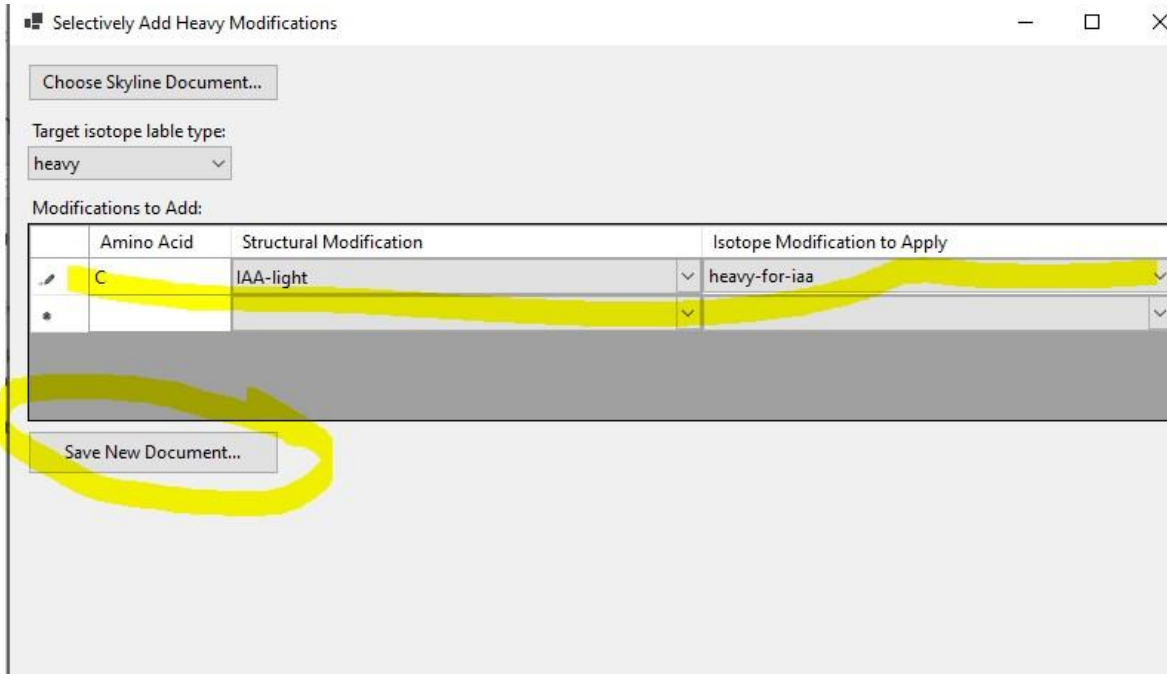 Selectively Add Heavy Modifications
Choose Skyline Document...
Target isotope lable type:
heavy
Modifications to Add:
Amino Acid Structural Modification Isotope Modification to Apply
C IAA-light heavy-for-iaa
Save New Document...